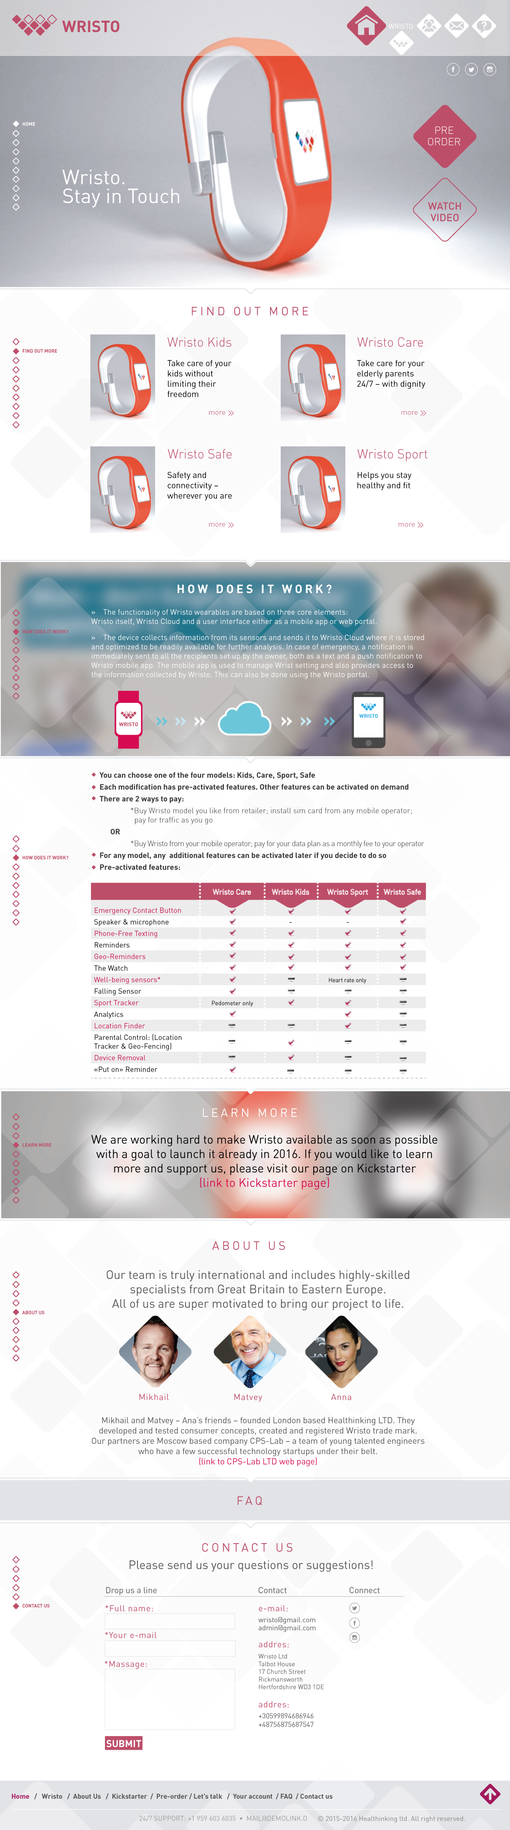 WRISTO
WRISTO
HOME
Wristo.
Stay in Touch
PRE
ORDER
WATCH
VIDEO
FIND OUT MORE
FIND OUT MORE
Wristo Kids
Take care of your
kids without
limiting their
freedom
more »
Wristo Care
Take care for your
elderly parents
24/7 – with dignity
more »
Wristo Safe
Safety and
connectivity –
wherever you are
more »
Wristo Sport
Helps you stay
healthy and fit
more »
HOW DOES IT WORK?
» The functionality of Wristo wearables are based on three core elements:
Wristo itself, Wristo Cloud and a user interface either as a mobile app or web portal.
HOW DOES IT WORK?
» The device collects information from its sensors and sends it to Wristo Cloud where it is stored
and optimized to be readily available for further analysis. In case of emergency, a notification is
immediately sent to all the recipients set up by the owner, both as a text and a push notification to
Wristo mobile app. The mobile app is used to manage Wrist setting and also provides access to
the information collected by Wristo. This can also be done using the Wristo portal.
WRISTO
WRISTO
You can choose one of the four models: Kids, Care, Sport, Safe
Each modification has pre-activated features. Other features can be activated on demand
There are 2 ways to pay:
*Buy Wristo model you like from retailer; install sim card from any mobile operator;
pay for traffic as you go
OR
*Buy Wristo from your mobile operator; pay for your data plan as a monthly fee to your operator
HOW DOES IT WORK?
For any model, any additional features can be activated later if you decide to do so
Pre-activated features:
Wristo Care Wristo Kids Wristo Sport Wristo Safe
Emergency Contact Button
Speaker & microphone
Phone-Free Texting
Reminders
Geo-Reminders
The Watch
Well-being sensors* Heart rate only
Falling Sensor
Sport Tracker Pedometer only
Analytics
Location Finder
Parental Control: (Location
Tracker & Geo-Fencing)
Device Removal
«Put on» Reminder
LEARN MORE
LEARN MORE
We are working hard to make Wristo available as soon as possible
with a goal to launch it already in 2016. If you would like to learn
more and support us, please visit our page on Kickstarter
(link to Kickstarter page)
ABOUT US
Our team is truly international and includes highly-skilled
specialists from Great Britain to Eastern Europe.
All of us are super motivated to bring our project to life.
ABOUT US
Mikhail Matvey Anna
Mikhail and Matvey – Ana's friends – founded London based Healthinking LTD. They
developed and tested consumer concepts, created and registered Wristo trade mark.
Our partners are Moscow based company CPS-Lab – a team of young talented engineers
who have a few successful technology startups under their belt.
(link to CPS-Lab LTD web page)
FAQ
CONTACT US
Please send us your questions or suggestions!
Drop us a line Contact Connect
CONTACT US
*Full name:
*Your e-mail
*Massage:
SUBMIT
e-mail:
wristo@gmail.com
admin@gmail.com
addres:
Wristo Ltd
Talbot House
17 Church Street
Rickmansworth
Hertfordshire WD3 1DE
addres:
+30599894686946
+48756875687547
Home / Wristo / About Us / Kickstarter / Pre-order / Let's talk / Your account / FAQ / Contact us
24/7 SUPPORT: +1 959 603 6035 • MAIL@DEMOLINK.O © 2015-2016 Healthinking ltd. All right reserved.